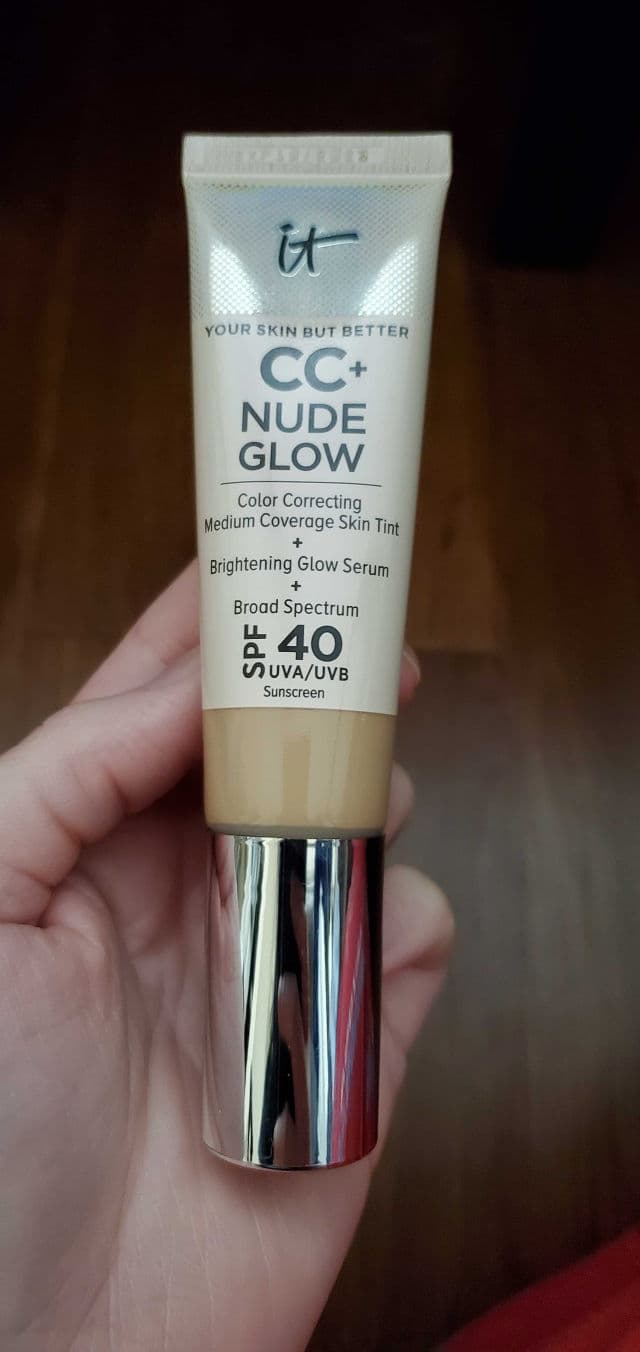 it
YOUR SKIN BUT BETTER
CC+
NUDE
GLOW
Color Correcting
Medium Coverage Skin Tint
+
Brightening Glow Serum
+
Broad Spectrum
SPF 40
UVA/UVB
Sunscreen